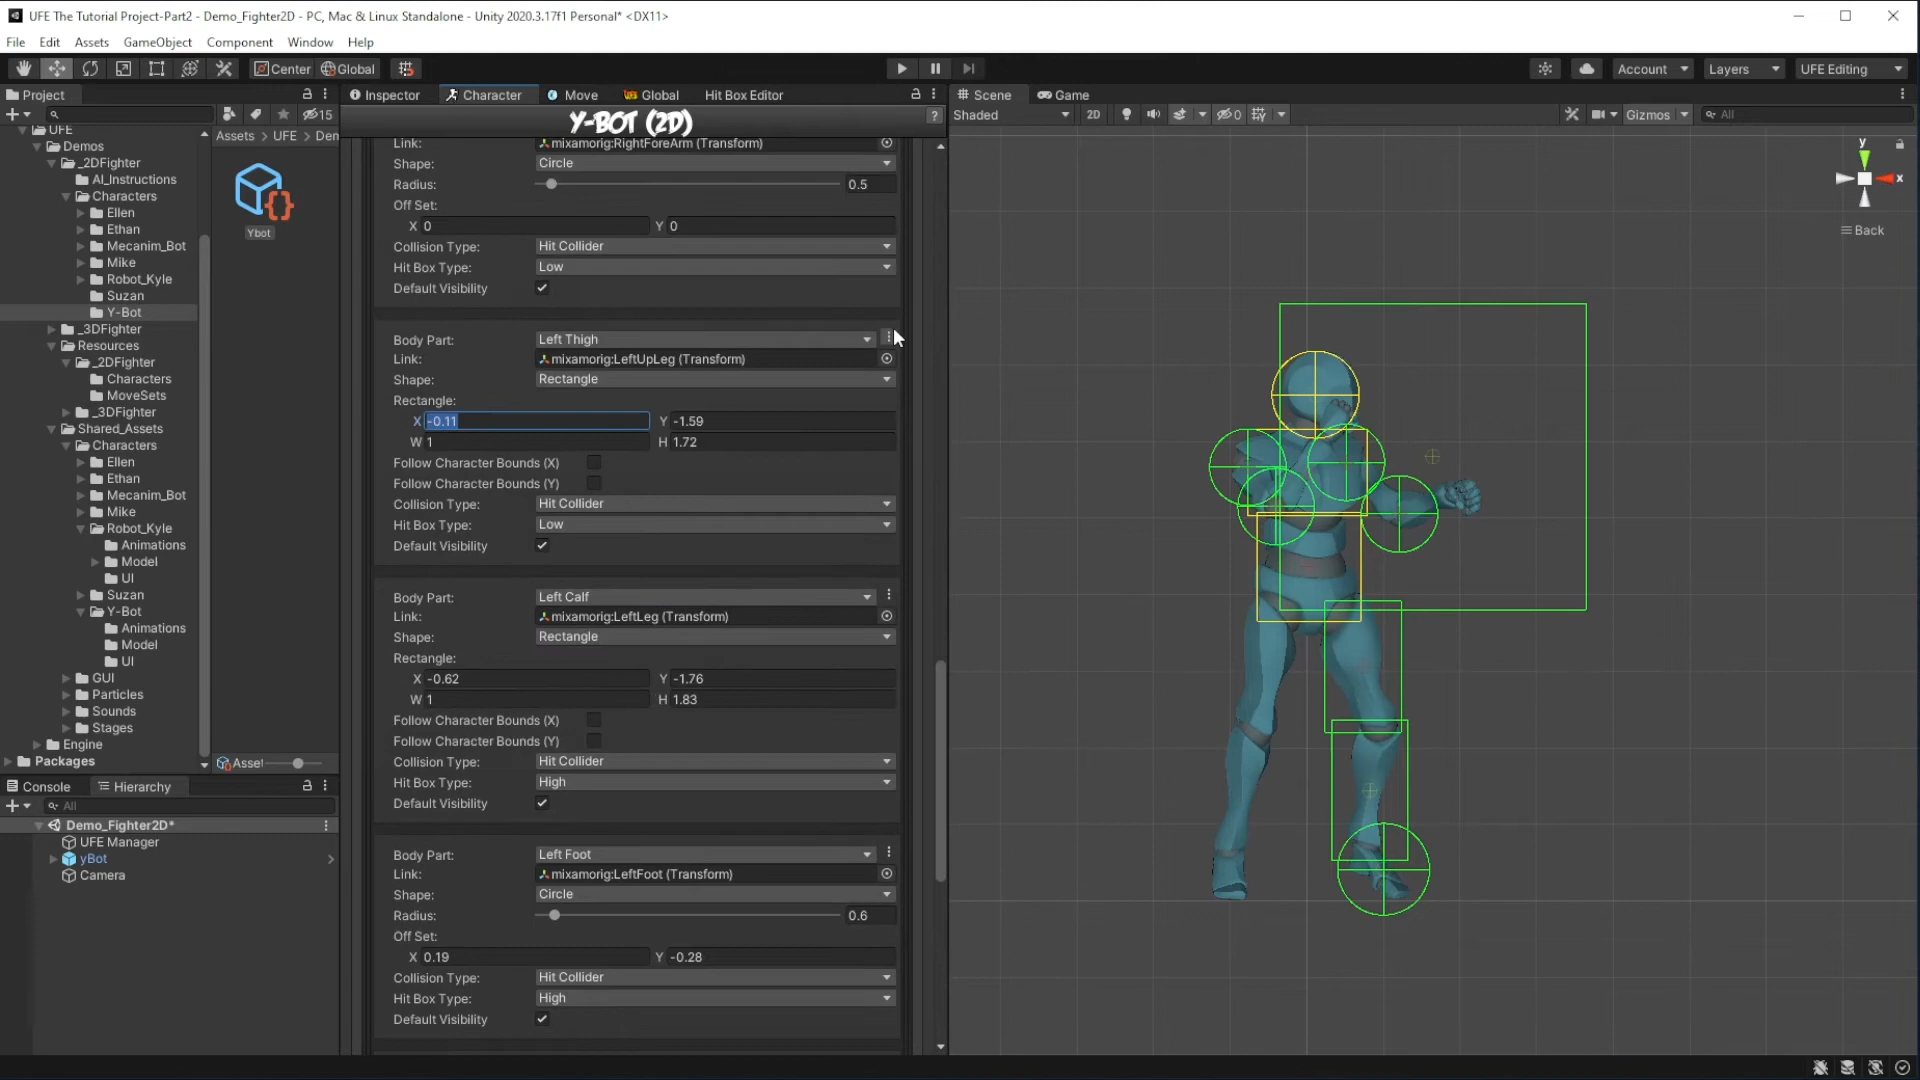 UFE The Tutorial Project-Part2 - Demo_Fighter2D - PC, Mac & Linux Standalone - Unity 2020.3.17f1 Personal* <DX11>
File Edit Assets GameObject Component Window Help
Center Global Account Layers UFE Editing
Project
15
UFE
Demos
_2DFighter
AI_Instructions
Characters
Ellen
Ethan
Mecanim_Bot
Mike
Robot_Kyle
Suzan
Y-Bot
_3DFighter
Resources
_2DFighter
Characters
MoveSets
_3DFighter
Shared_Assets
Characters
Ellen
Ethan
Mecanim_Bot
Mike
Robot_Kyle
Animations
Model
UI
Suzan
Y-Bot
Animations
Model
UI
GUI
Particles
Sounds
Stages
Engine
Packages
Assets > UFE > Den
Ybot
Asset
Console Hierarchy
All
Demo_Fighter2D*
UFE Manager
yBot
Camera
Inspector Character Move Global Hit Box Editor
Y-BOT (2D)
?
Link: mixamorig:RightForeArm (Transform)
Shape: Circle
Radius: 0.5
Off Set:
X 0 Y 0
Collision Type: Hit Collider
Hit Box Type: Low
Default Visibility
Body Part: Left Thigh
Link: mixamorig:LeftUpLeg (Transform)
Shape: Rectangle
Rectangle:
X -0.11 Y -1.59
W 1 H 1.72
Follow Character Bounds (X)
Follow Character Bounds (Y)
Collision Type: Hit Collider
Hit Box Type: Low
Default Visibility
Body Part: Left Calf
Link: mixamorig:LeftLeg (Transform)
Shape: Rectangle
Rectangle:
X -0.62 Y -1.76
W 1 H 1.83
Follow Character Bounds (X)
Follow Character Bounds (Y)
Collision Type: Hit Collider
Hit Box Type: High
Default Visibility
Body Part: Left Foot
Link: mixamorig:LeftFoot (Transform)
Shape: Circle
Radius: 0.6
Off Set:
X 0.19 Y -0.28
Collision Type: Hit Collider
Hit Box Type: High
Default Visibility
Scene Game
Shaded 2D 0 Gizmos All
y
x
Back